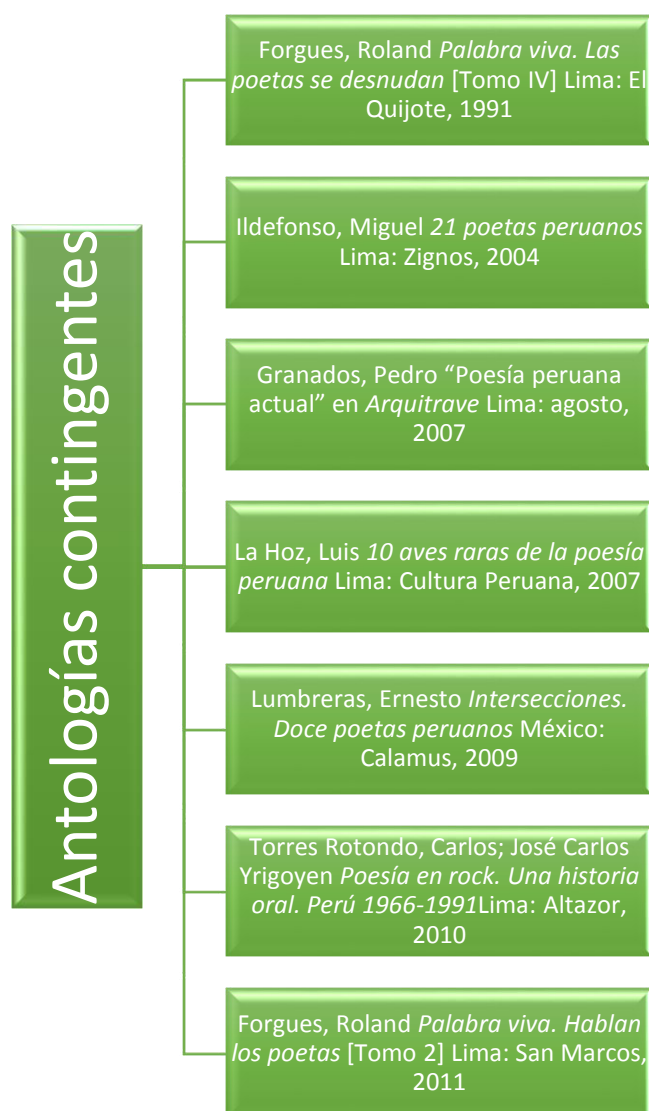 Antologías contingentes
Forgues, Roland Palabra viva. Las
poetas se desnudan [Tomo IV] Lima: El
Quijote, 1991
Ildefonso, Miguel 21 poetas peruanos
Lima: Zignos, 2004
Granados, Pedro “Poesía peruana
actual” en Arquitrave Lima: agosto,
2007
La Hoz, Luis 10 aves raras de la poesía
peruana Lima: Cultura Peruana, 2007
Lumbreras, Ernesto Intersecciones.
Doce poetas peruanos México:
Calamus, 2009
Torres Rotondo, Carlos; José Carlos
Yrigoyen Poesía en rock. Una historia
oral. Perú 1966-1991Lima: Altazor,
2010
Forgues, Roland Palabra viva. Hablan
los poetas [Tomo 2] Lima: San Marcos,
2011